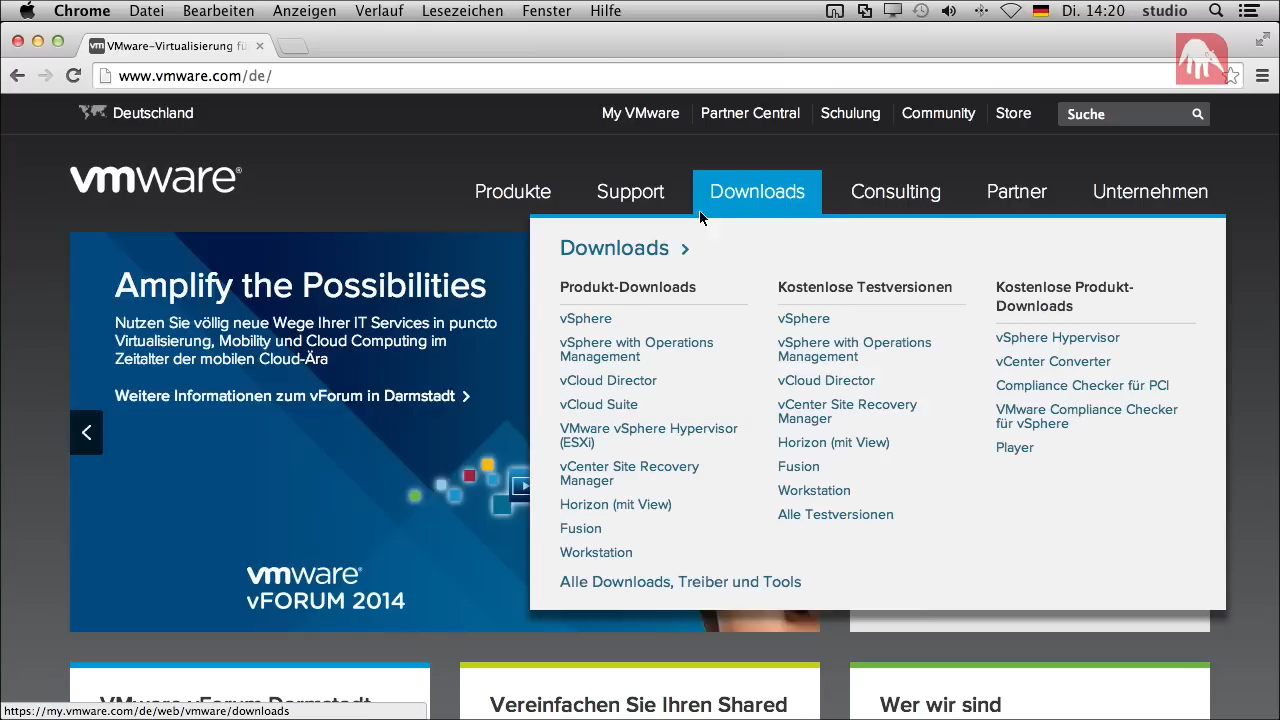 Chrome Datei Bearbeiten Anzeigen Verlauf Lesezeichen Fenster Hilfe Di. 14:20 studio
vm VMware-Virtualisierung fü
www.vmware.com/de/
Deutschland My VMware Partner Central Schulung Community Store Suche
vmware®
Produkte Support Downloads Consulting Partner Unternehmen
Amplify the Possibilities
Nutzen Sie völlig neue Wege Ihrer IT Services in puncto
Virtualisierung, Mobility und Cloud Computing im
Zeitalter der mobilen Cloud-Ära
Weitere Informationen zum vForum in Darmstadt
vmware®
vFORUM 2014
Downloads
Produkt-Downloads
vSphere
vSphere with Operations
Management
vCloud Director
vCloud Suite
VMware vSphere Hypervisor
(ESXi)
vCenter Site Recovery
Manager
Horizon (mit View)
Fusion
Workstation
Alle Downloads, Treiber und Tools
Kostenlose Testversionen
vSphere
vSphere with Operations
Management
vCloud Director
vCenter Site Recovery
Manager
Horizon (mit View)
Fusion
Workstation
Alle Testversionen
Kostenlose Produkt-
Downloads
vSphere Hypervisor
vCenter Converter
Compliance Checker für PCI
VMware Compliance Checker
für vSphere
Player
VMware vForum Darmstadt
Vereinfachen Sie Ihren Shared
Wer wir sind
https://my.vmware.com/de/web/vmware/downloads